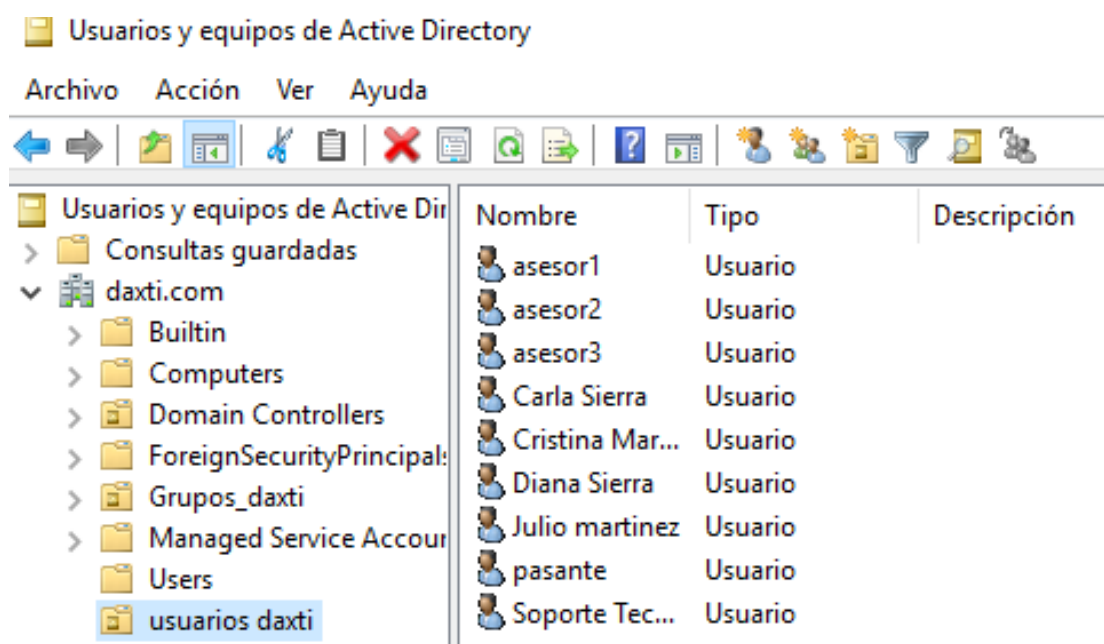 Usuarios y equipos de Active Directory
Archivo Acción Ver Ayuda
Usuarios y equipos de Active Dir
Consultas guardadas
daxti.com
Builtin
Computers
Domain Controllers
ForeignSecurityPrincipals
Grupos_daxti
Managed Service Accour
Users
usuarios daxti
Nombre Tipo Descripción
asesor1 Usuario
asesor2 Usuario
asesor3 Usuario
Carla Sierra Usuario
Cristina Mar... Usuario
Diana Sierra Usuario
Julio martinez Usuario
pasante Usuario
Soporte Tec... Usuario